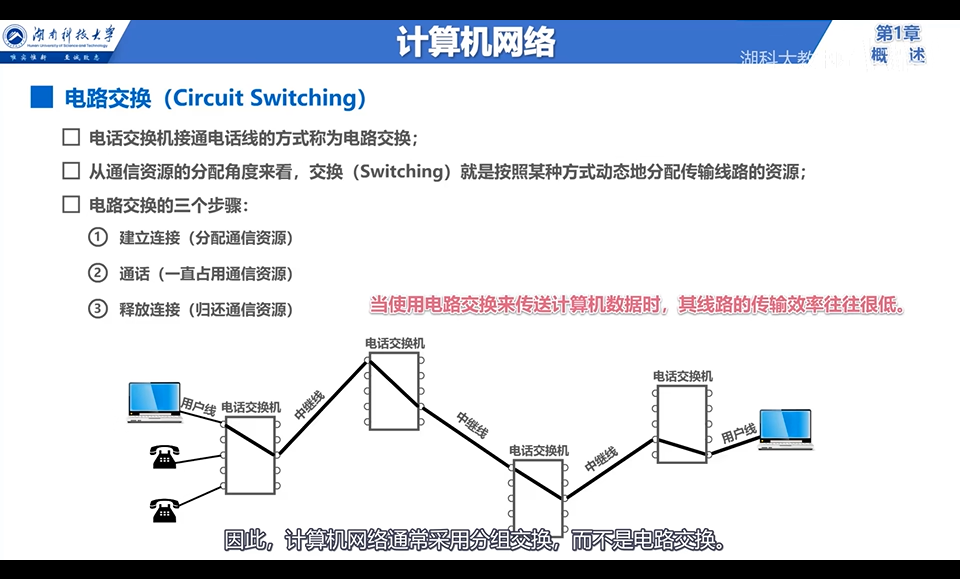 湖南科技大学
Hunan University of Science and Technology
唯实惟新 至诚致志
计算机网络
第1章
概 述
湖科大教
电路交换（Circuit Switching）
电话交换机接通电话线的方式称为电路交换；
从通信资源的分配角度来看，交换（Switching）就是按照某种方式动态地分配传输线路的资源；
电路交换的三个步骤：
① 建立连接（分配通信资源）
② 通话（一直占用通信资源）
③ 释放连接（归还通信资源）
当使用电路交换来传送计算机数据时，其线路的传输效率往往很低。
电话交换机
电话交换机
用户线
电话交换机
中继线
中继线
用户线
电话交换机
中继线
因此，计算机网络通常采用分组交换，而不是电路交换。